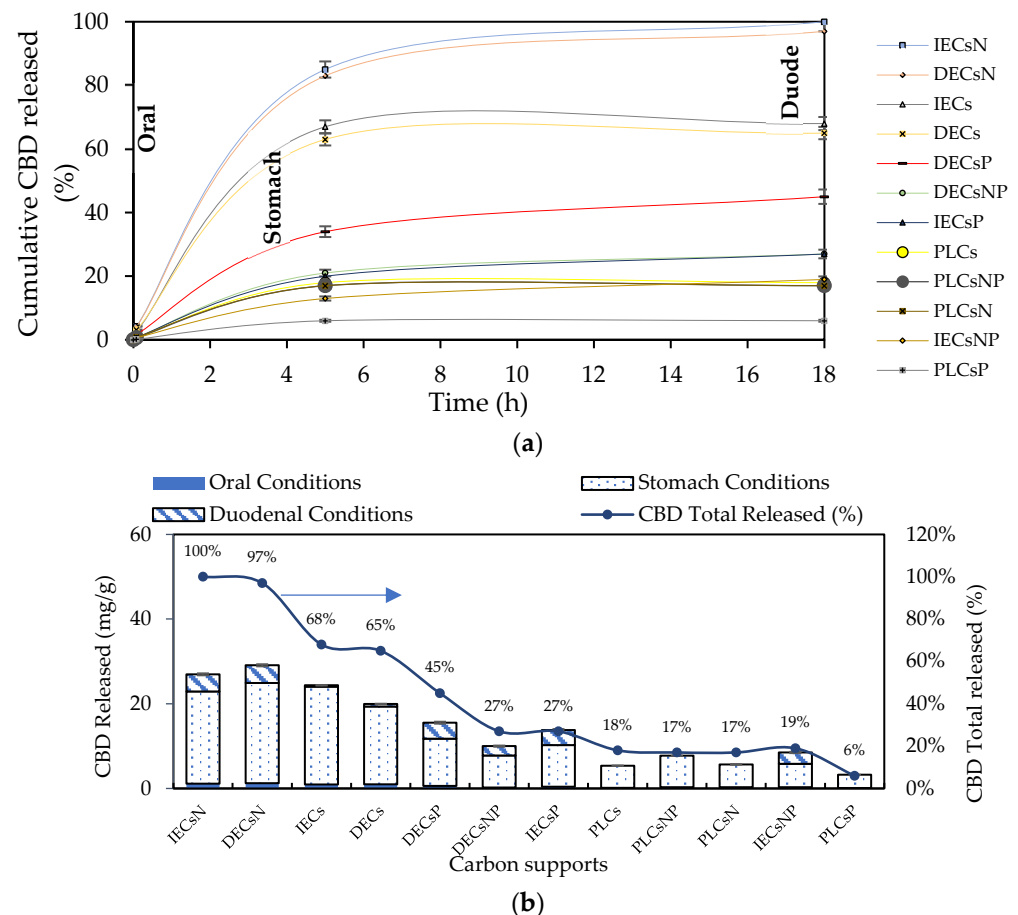 Cumulative CBD released
(%)
100
80
60
40
20
0
Oral
Stomach
Duode
0 2 4 6 8 10 12 14 16 18
Time (h)
IECsN
DECsN
IECs
DECs
DECsP
DECsNP
IECsP
PLCs
PLCsNP
PLCsN
IECsNP
PLCsP
(a)
Oral Conditions
Stomach Conditions
Duodenal Conditions
CBD Total Released (%)
CBD Released (mg/g)
60
40
20
0
100% 97% 68% 65% 45% 27% 27% 18% 17% 17% 19% 6%
120%
100%
80%
60%
40%
20%
0%
CBD Total released (%)
IECsN DECsN IECs DECs DECsP DECsNP IECsP PLCs PLCsNP PLCsN IECsNP PLCsP
Carbon supports
(b)